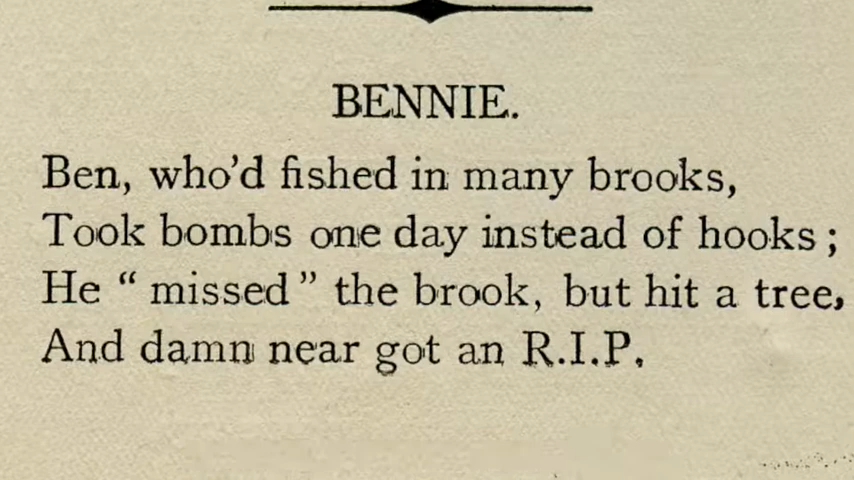 BENNIE.
Ben, who’d fished in many brooks,
Took bombs one day instead of hooks ;
He “ missed ” the brook, but hit a tree,
And damn near got an R.I.P.